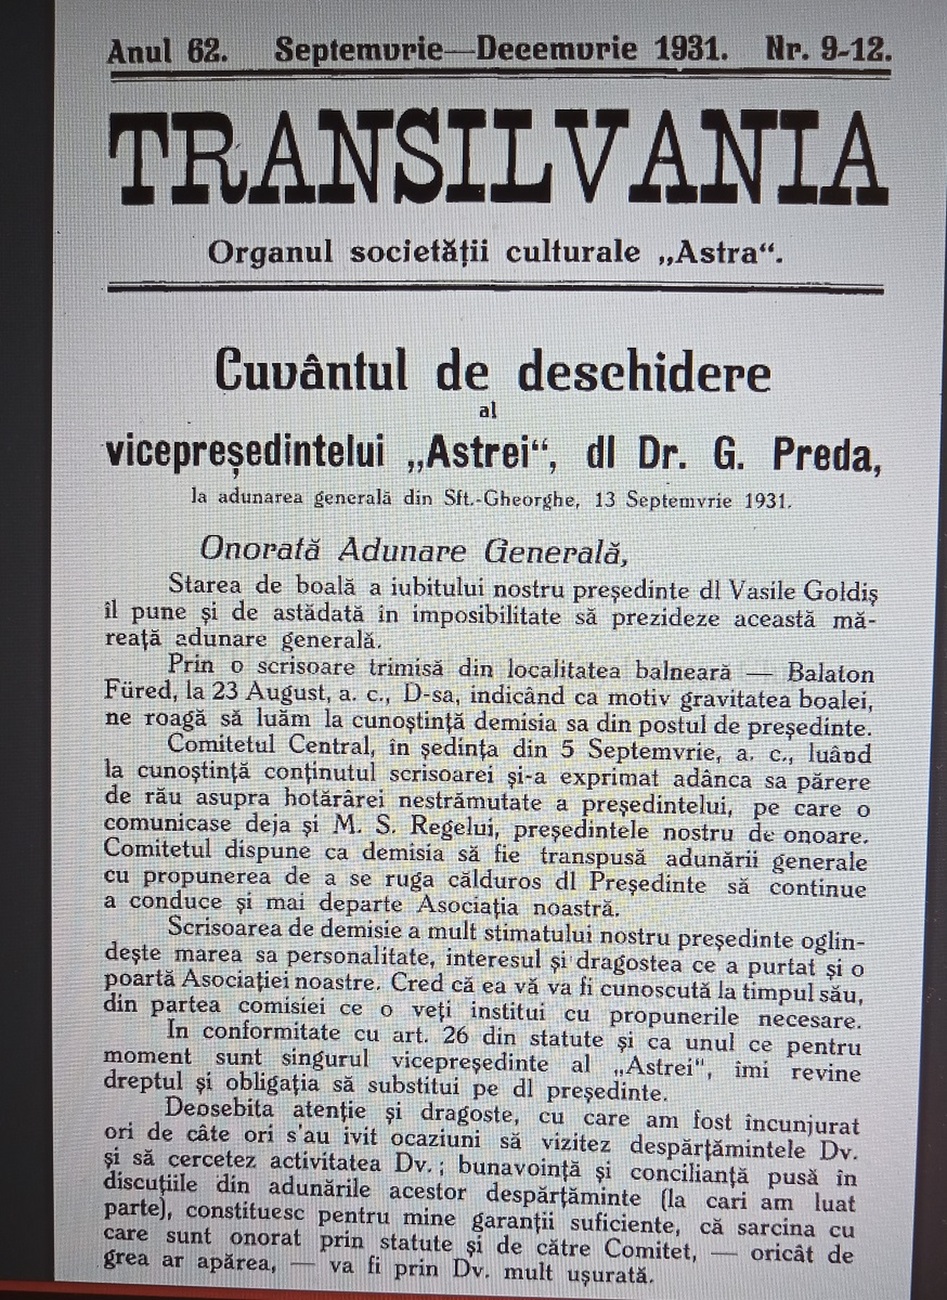 Anul 62. Septemvrie—Decemvrie 1931. Nr. 9-12.
TRANSILVANIA
Organul societății culturale „Astra“.
Cuvântul de deschidere
al
vicepreședintelui „Astrei“, dl Dr. G. Preda,
la adunarea generală din Sft.-Gheorghe, 13 Septemvrie 1931.
Onorată Adunare Generală,
Starea de boală a iubitului nostru președinte dl Vasile Goldiș
îl pune și de astădată în imposibilitate să prezideze această mă-
reață adunare generală.
Prin o scrisoare trimisă din localitatea balneară — Balaton
Füred, la 23 August, a. c., D-sa, indicând ca motiv gravitatea boalei,
ne roagă să luăm la cunoștință demisia sa din postul de președinte.
Comitetul Central, în ședința din 5 Septemvrie, a. c., luând
la cunoștință conținutul scrisoarei și-a exprimat adânca sa părere
de rău asupra hotărârei nestrămutate a președintelui, pe care o
comunicase deja și M. S. Regelui, președintele nostru de onoare.
Comitetul dispune ca demisia să fie transpusă adunării generale
cu propunerea de a se ruga călduros dl Președinte să continue
a conduce și mai departe Asociația noastră.
Scrisoarea de demisie a mult stimatului nostru președinte oglin-
dește marea sa personalitate, interesul și dragostea ce a purtat și o
poartă Asociației noastre. Cred că ea vă va fi cunoscută la timpul său,
din partea comisiei ce o veți institui cu propunerile necesare.
In conformitate cu art. 26 din statute și ca unul ce pentru
moment sunt singurul vicepreședinte al „Astrei“, îmi revine
dreptul și obligația să substitui pe dl președinte.
Deosebita atenție și dragoste, cu care am fost încunjurat
ori de câte ori s'au ivit ocaziuni să vizitez despărțămintele Dv.
și să cercetez activitatea Dv.; bunavoință și conciliantă pusă în
discuțiile din adunările acestor despărțăminte (la cari am luat
parte), constituesc pentru mine garanții suficiente, că sarcina cu
care sunt onorat prin statute și de către Comitet, — oricât de
grea ar apărea, — va fi prin Dv. mult ușurată.